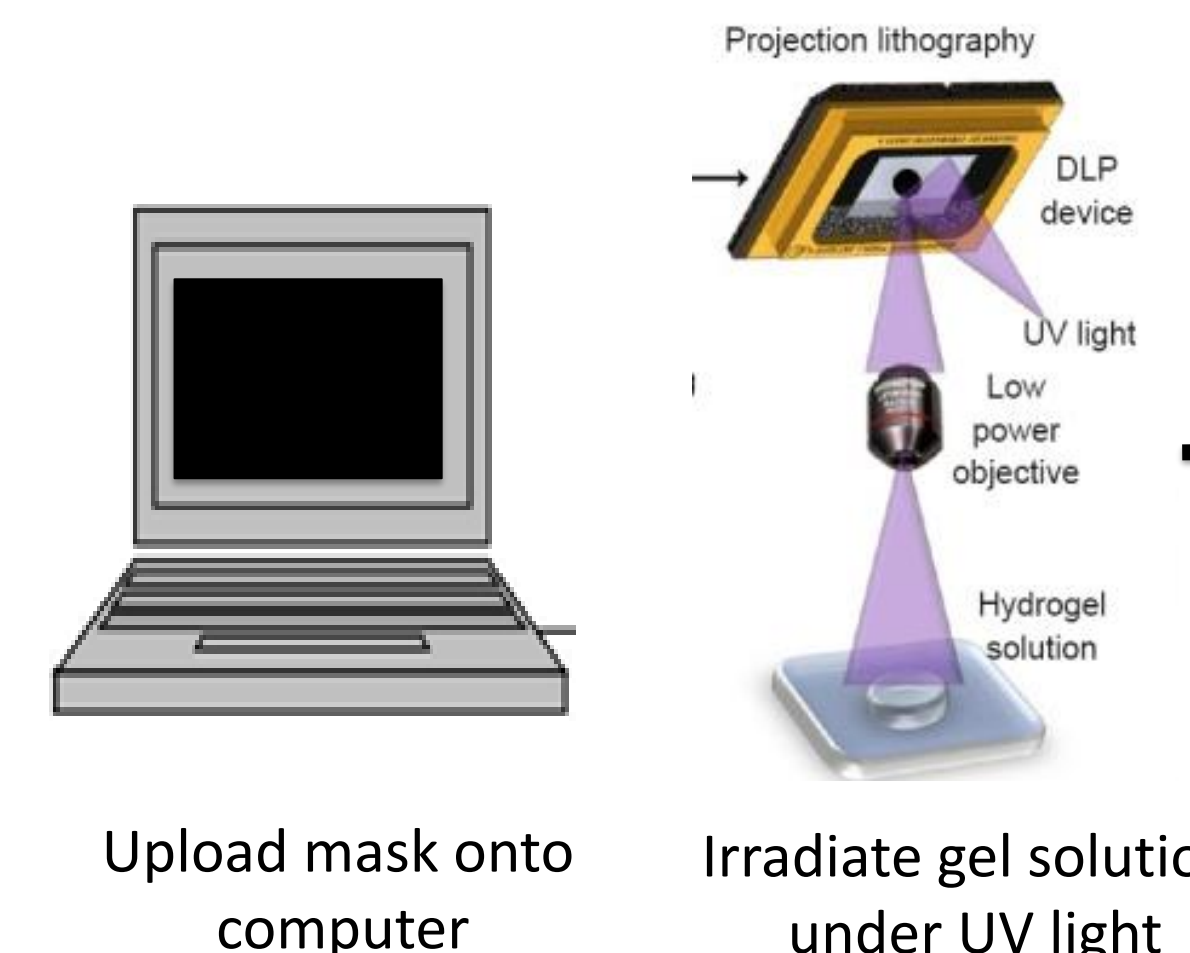 Projection lithography
DLP
device
UV light
Low
power
objective
Hydrogel
solution
Upload mask onto
computer
Irradiate gel solutio
under UV light